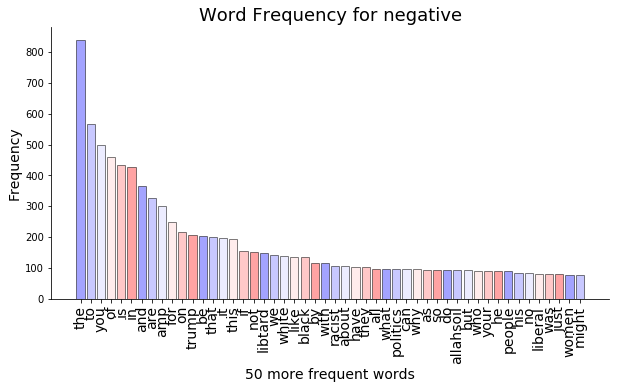 Word Frequency for negative
Frequency
800
700
600
500
400
300
200
100
0
the
to
you
of
is
in
and
are
amp
for
on
trump
be
that
it
this
if
not
libtard
we
white
like
black
by
with
racist
about
have
they
all
what
politics
can
why
as
so
do
allahsoil
but
who
your
he
people
his
no
liberal
was
just
women
might
50 more frequent words